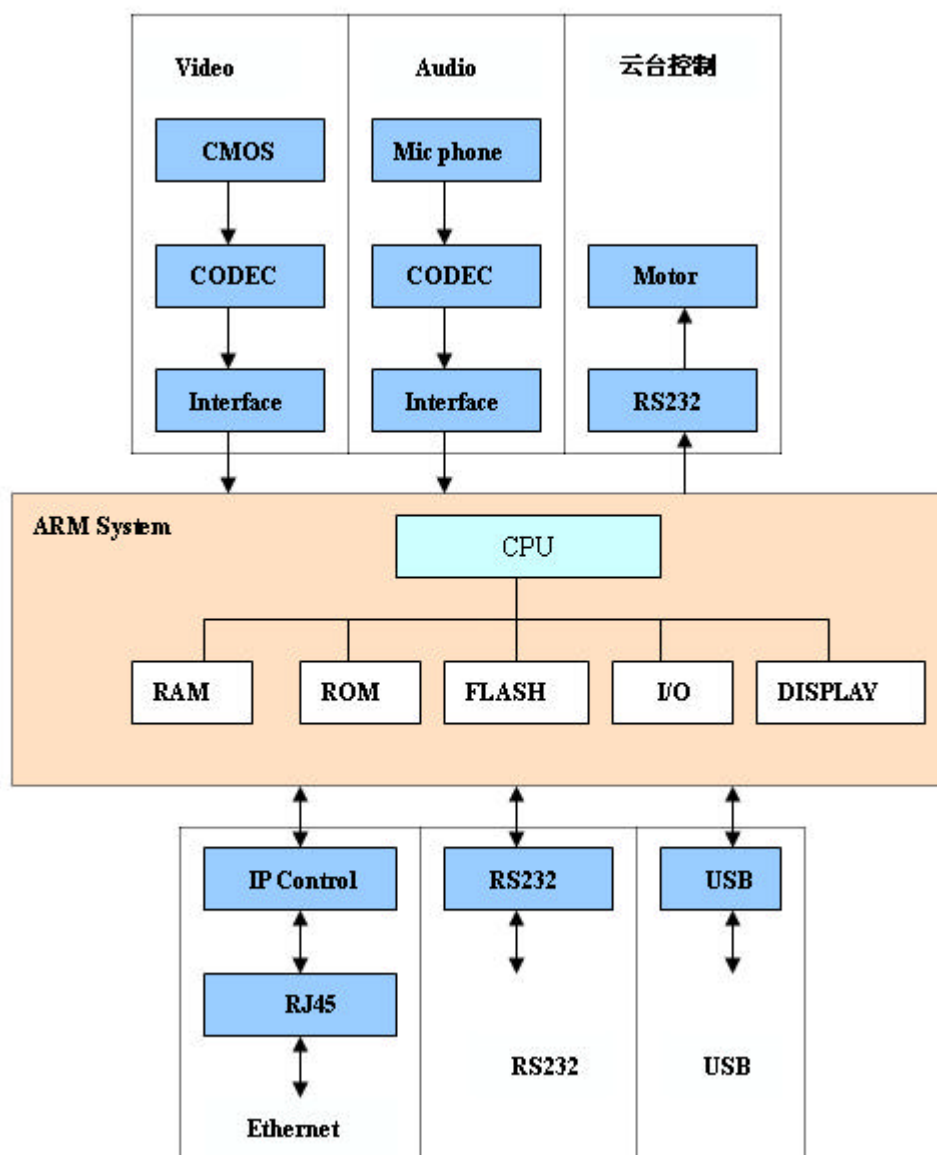 Video
Audio
云台控制
CMOS
Mic phone
CODEC
CODEC
Motor
Interface
Interface
RS232
ARM System
CPU
RAM
ROM
FLASH
I/O
DISPLAY
IP Control
RS232
USB
RJ45
RS232
USB
Ethernet